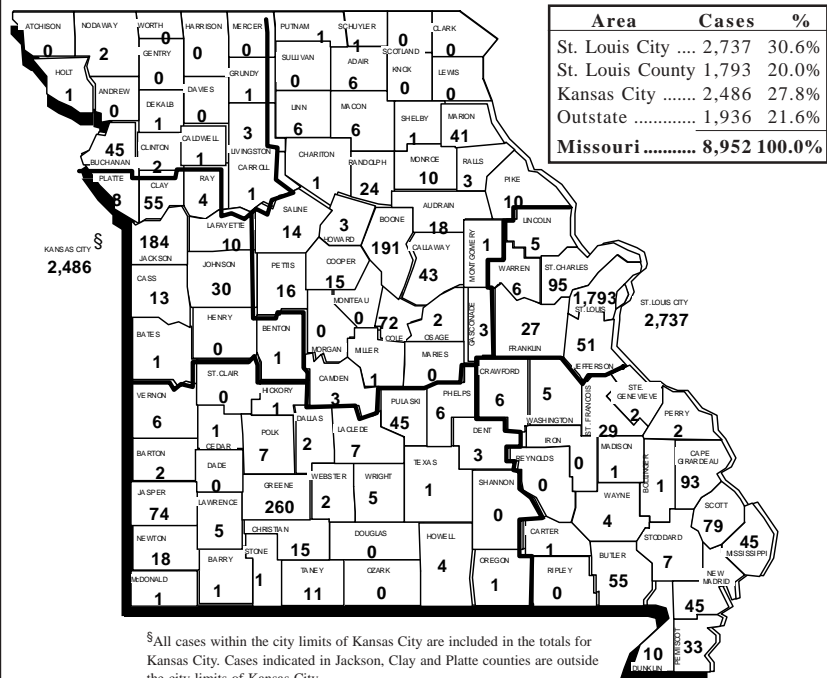 Area Cases %
St. Louis City .... 2,737 30.6%
St. Louis County 1,793 20.0%
Kansas City ........ 2,486 27.8%
Outstate ............ 1,936 21.6%
Missouri ........... 8,952 100.0%
ATCHISON 0
NODAWAY 2
WORTH 0
HARRISON 0
MERCER 0
PUTNAM 1
SCHUYLER 1
SCOTLAND 0
CLARK 0
HOLT 1
ANDREW 0
GENTRY 0
DEKALB 1
DAVIES 0
GRUNDY 1
SULLIVAN 0
ADAIR 6
KNOX 0
LEWIS 0
BUCHANAN 45
CLINTON 2
CALDWELL 1
LIVINGSTON 3
LINN 6
MACON 6
SHELBY 1
MARION 41
PLATTE 8
CLAY 55
RAY 4
CARROLL 1
CHARITON 1
RANDOLPH 24
MONROE 10
RALLS 3
PIKE 10
KANSAS CITY §
2,486
184 JACKSON
LAFAYETTE 10
SALINE 14
3 HOWARD
BOONE 191
AUDRAIN 18
CALLAWAY 43
MONTGOMERY 1
LINCOLN 5
WARREN 6
ST. CHARLES 95
1,793 ST. LOUIS
ST. LOUIS CITY
2,737
CASS 13
JOHNSON 30
PETTIS 16
COOPER 15
MONITEAU 0
72 COLE
2 OSAGE
GASCONADE 3
27 FRANKLIN
51 JEFFERSON
BATES 1
HENRY 0
BENTON 1
0 MORGAN
MILLER 1
MARIES 0
CAMDEN 3
PULASKI 45
PHELPS 6
CRAWFORD 6
5 WASHINGTON
ST. FRANCOIS 29
STE. GENEVIEVE 2
PERRY 2
VERNON 6
ST. CLAIR 0
HICKORY 1
1 CEDAR
POLK 7
DALLAS 2
LACLEDE 7
DENT 3
IRON 0
REYNOLDS 0
MADISON 1
BOLLINGER 1
CAPE GIRARDEAU 93
BARTON 2
DADE 0
GREENE 260
WEBSTER 2
WRIGHT 5
TEXAS 1
SHANNON 0
WAYNE 4
SCOTT 79
JASPER 74
LAWRENCE 5
CHRISTIAN 15
DOUGLAS 0
HOWELL 4
CARTER 1
BUTLER 55
STODDARD 7
45 MISSISSIPPI
NEWTON 18
McDONALD 1
BARRY 1
STONE 1
TANEY 11
OZARK 0
OREGON 1
RIPLEY 0
NEW MADRID 45
10 DUNKLIN
PEMISCOT 33
§All cases within the city limits of Kansas City are included in the totals for
Kansas City. Cases indicated in Jackson, Clay and Platte counties are outside
the city limits of Kansas City.